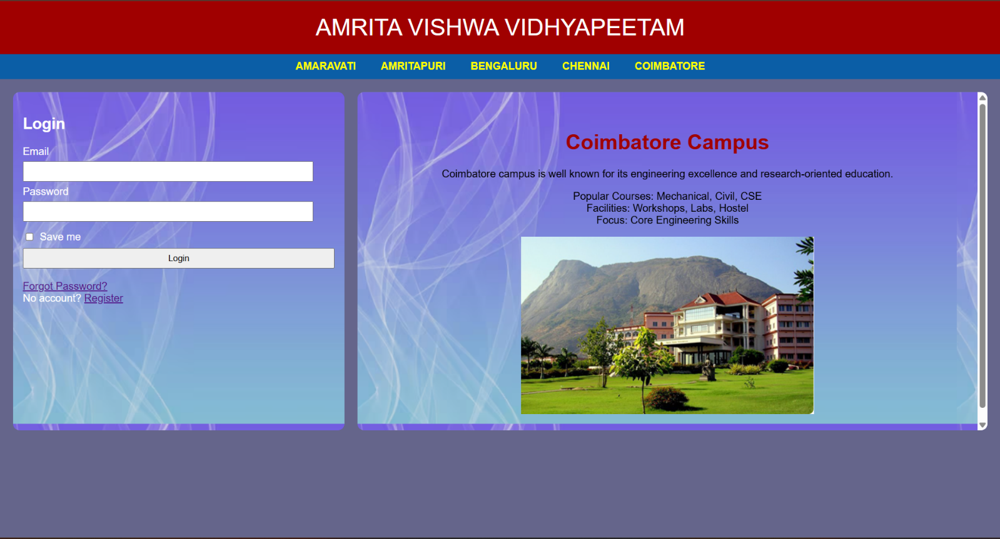 AMRITA VISHWA VIDHYAPEETAM
AMARAVATI AMRITAPURI BENGALURU CHENNAI COIMBATORE
Login
Email
Password
Save me
Login
Forgot Password?
No account? Register
Coimbatore Campus
Coimbatore campus is well known for its engineering excellence and research-oriented education.
Popular Courses: Mechanical, Civil, CSE
Facilities: Workshops, Labs, Hostel
Focus: Core Engineering Skills